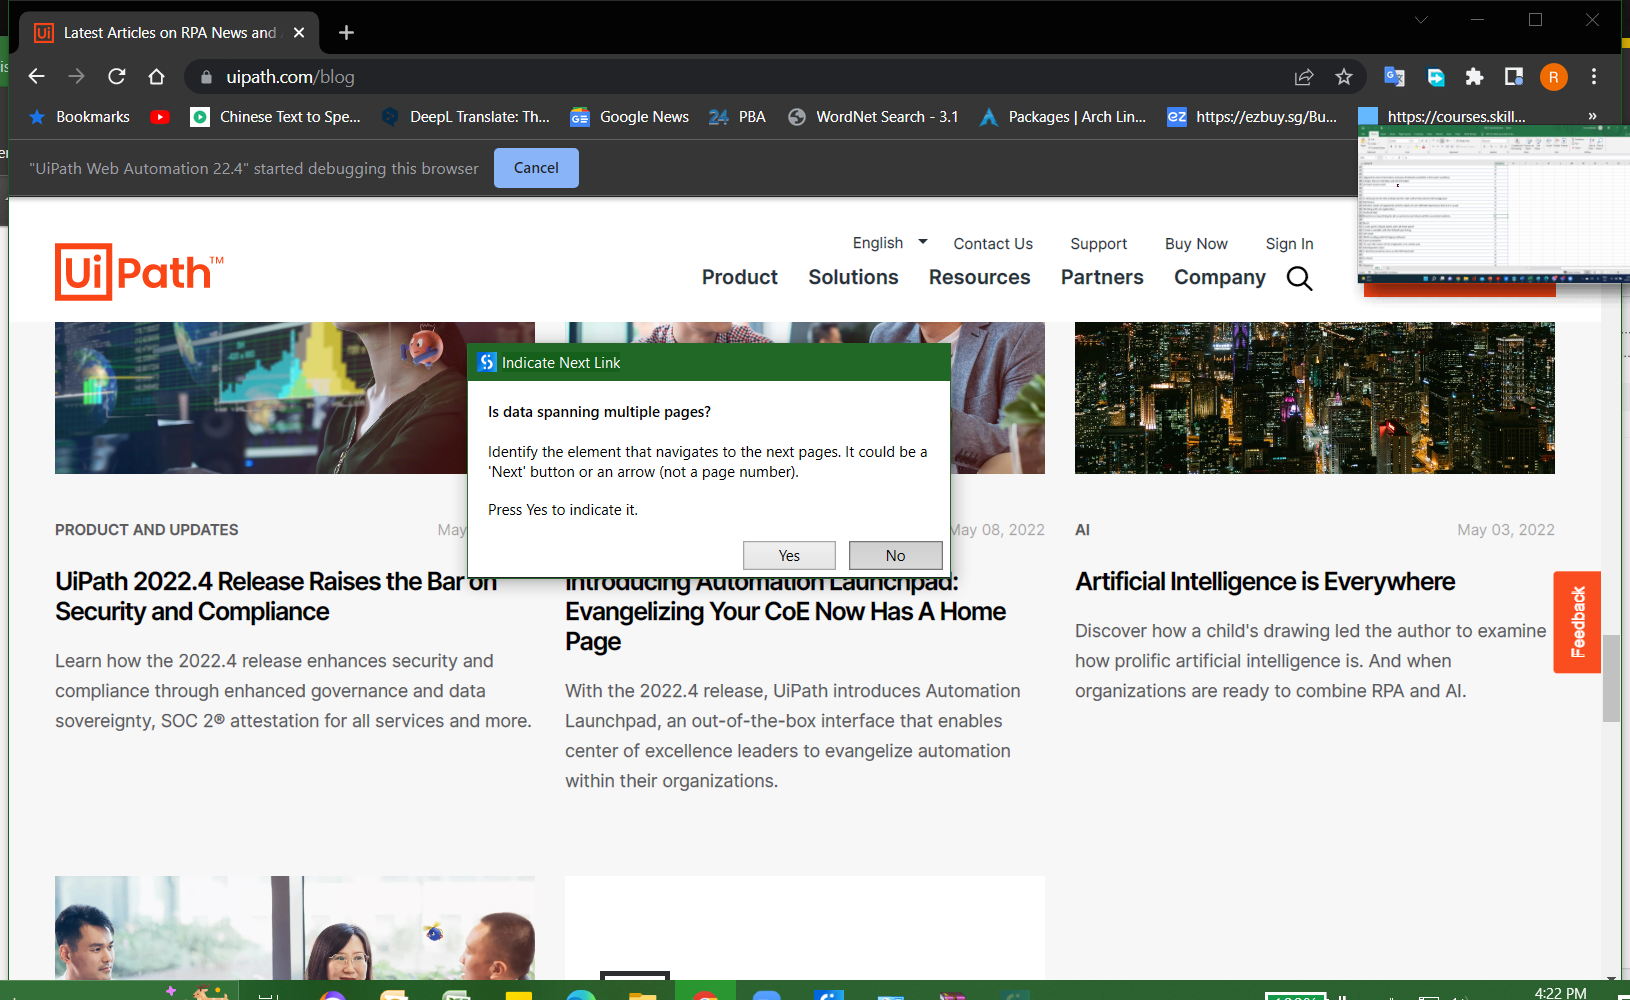 Latest Articles on RPA News and
uipath.com/blog
R
Bookmarks
Chinese Text to Spe...
DeepL Translate: Th...
Google News
24 PBA
WordNet Search - 3.1
Packages | Arch Lin...
ez https://ezbuy.sg/Bu...
https://courses.skill...
»
"UiPath Web Automation 22.4" started debugging this browser
Cancel
English
Contact Us
Support
Buy Now
Sign In
UiPath™
Product
Solutions
Resources
Partners
Company
Indicate Next Link
Is data spanning multiple pages?
Identify the element that navigates to the next pages. It could be a
'Next' button or an arrow (not a page number).
Press Yes to indicate it.
Yes
No
PRODUCT AND UPDATES
May
May 08, 2022
AI
May 03, 2022
UiPath 2022.4 Release Raises the Bar on
Security and Compliance
Learn how the 2022.4 release enhances security and
compliance through enhanced governance and data
sovereignty, SOC 2® attestation for all services and more.
Introducing Automation Launchpad:
Evangelizing Your CoE Now Has A Home
Page
With the 2022.4 release, UiPath introduces Automation
Launchpad, an out-of-the-box interface that enables
center of excellence leaders to evangelize automation
within their organizations.
Artificial Intelligence is Everywhere
Discover how a child's drawing led the author to examine
how prolific artificial intelligence is. And when
organizations are ready to combine RPA and AI.
Feedback
4:22 PM